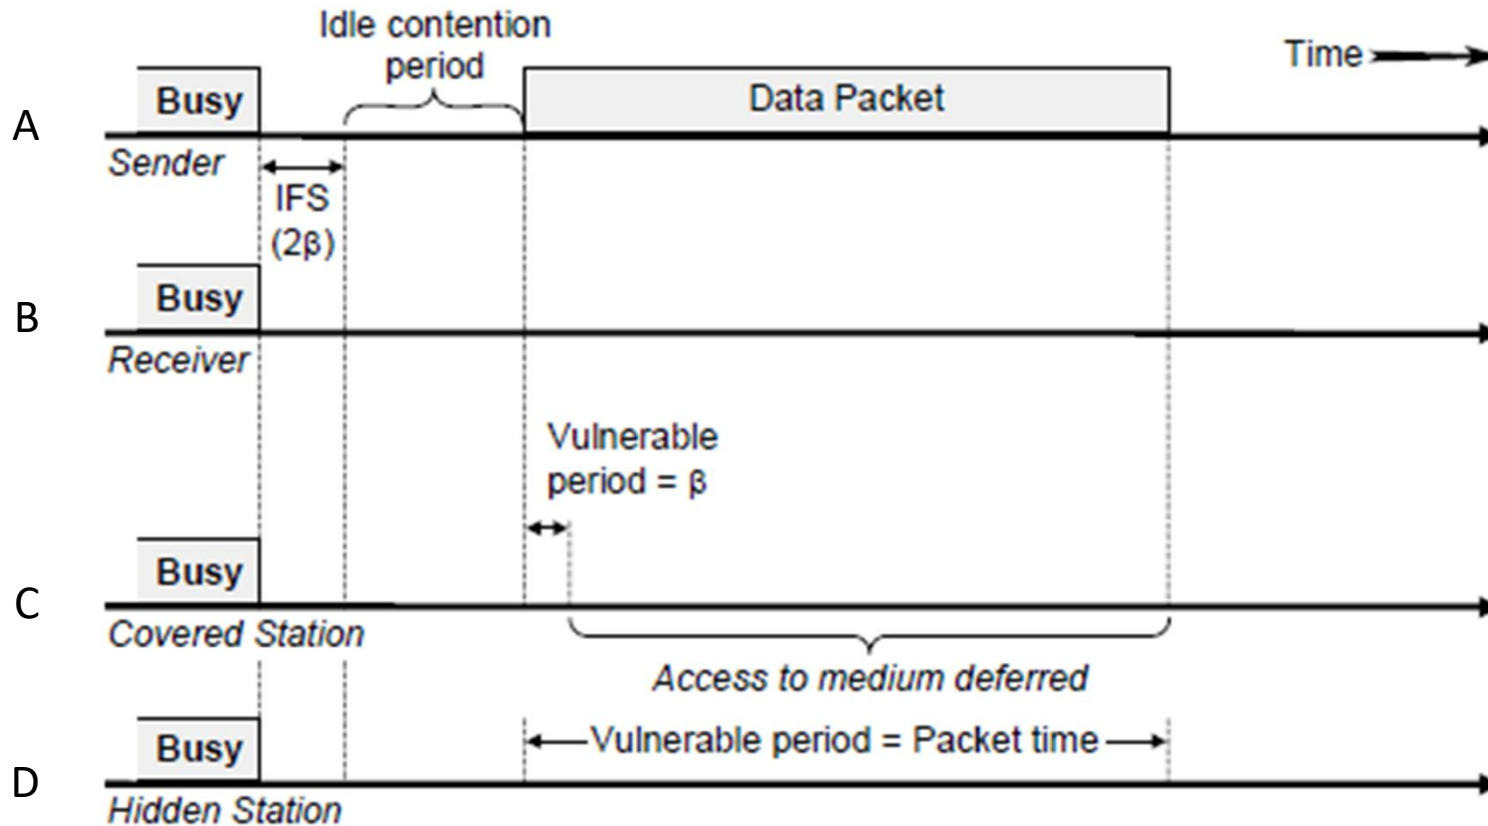 Idle contention
period
Time
A
Busy
Data Packet
Sender
IFS
(2β)
B
Busy
Receiver
Vulnerable
period = β
C
Busy
Covered Station
Access to medium deferred
D
Busy
Vulnerable period = Packet time
Hidden Station